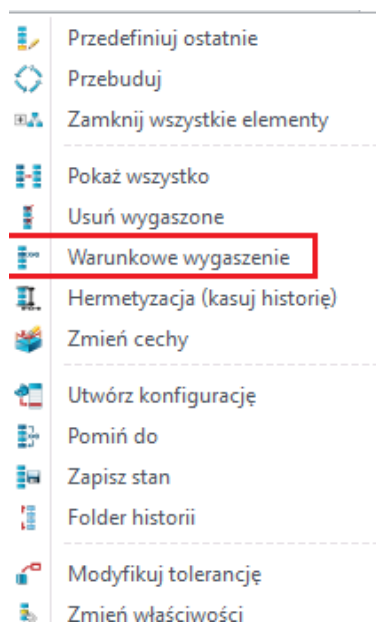 Przedefiniuj ostatnie
Przebuduj
Zamknij wszystkie elementy
Pokaż wszystko
Usuń wygaszone
Warunkowe wygaszenie
Hermetyzacja (kasuj historię)
Zmień cechy
Utwórz konfigurację
Pomiń do
Zapisz stan
Folder historii
Modyfikuj tolerancję
Zmień właściwości